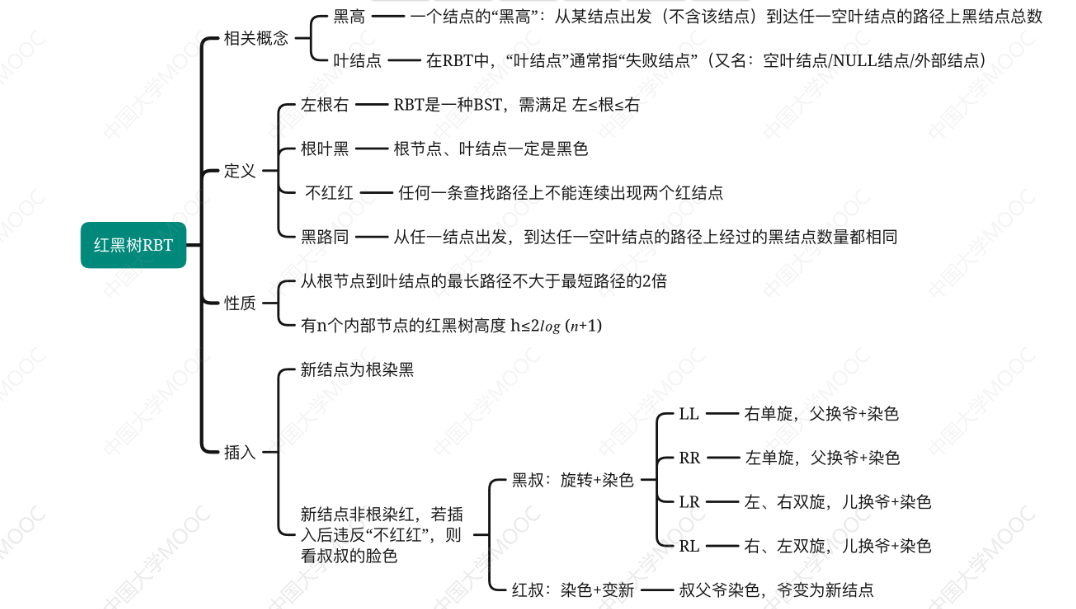 红黑树RBT
相关概念
黑高
一个结点的“黑高”：从某结点出发（不含该结点）到达任一空叶结点的路径上黑结点总数
叶结点
在RBT中，“叶结点”通常指“失败结点”（又名：空叶结点/NULL结点/外部结点）
定义
左根右
RBT是一种BST，需满足 左≤根≤右
根叶黑
根节点、叶结点一定是黑色
不红红
任何一条查找路径上不能连续出现两个红结点
黑路同
从任一结点出发，到达任一空叶结点的路径上经过的黑结点数量都相同
性质
从根节点到叶结点的最长路径不大于最短路径的2倍
有n个内部节点的红黑树高度 h≤2log (n+1)
插入
新结点为根染黑
新结点非根染红，若插
入后违反“不红红”，则
看叔叔的脸色
黑叔：旋转+染色
LL
右单旋，父换爷+染色
RR
左单旋，父换爷+染色
LR
左、右双旋，儿换爷+染色
RL
右、左双旋，儿换爷+染色
红叔：染色+变新
叔父爷染色，爷变为新结点
中国大学MOOC